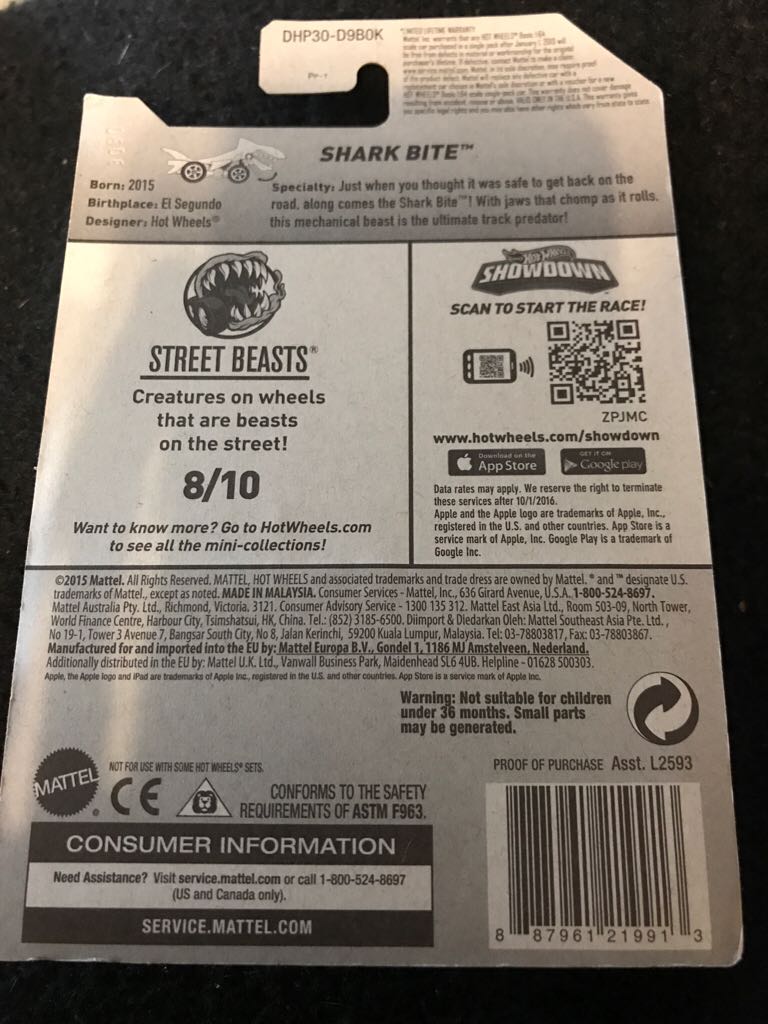 DHP30-D9B0K
LIMITED LIFETIME WARRANTY
SHARK BITE™
Born: 2015
Birthplace: El Segundo
Designer: Hot Wheels®
Specialty: Just when you thought it was safe to get back on the
road, along comes the Shark Bite™! With jaws that chomp as it rolls,
this mechanical beast is the ultimate track predator!
STREET BEASTS®
Creatures on wheels
that are beasts
on the street!
8/10
Want to know more? Go to HotWheels.com
to see all the mini-collections!
Hot Wheels
SHOWDOWN
SCAN TO START THE RACE!
ZPJMC
www.hotwheels.com/showdown
Download on the
App Store
GET IT ON
Google play
Data rates may apply. We reserve the right to terminate
these services after 10/1/2016.
Apple and the Apple logo are trademarks of Apple, Inc.,
registered in the U.S. and other countries. App Store is a
service mark of Apple, Inc. Google Play is a trademark of
Google Inc.
©2015 Mattel. All Rights Reserved. MATTEL, HOT WHEELS and associated trademarks and trade dress are owned by Mattel. ® and ™ designate U.S.
trademarks of Mattel, except as noted. MADE IN MALAYSIA. Consumer Services - Mattel, Inc., 636 Girard Avenue, U.S.A. 1-800-524-8697.
Mattel Australia Pty. Ltd., Richmond, Victoria. 3121. Consumer Advisory Service - 1300 135 312. Mattel East Asia Ltd., Room 503-09, North Tower,
World Finance Centre, Harbour City, Tsimshatsui, HK, China. Tel.: (852) 3185-6500. Diimport & Diedarkan Oleh: Mattel Southeast Asia Pte. Ltd.,
No 19-1, Tower 3 Avenue 7, Bangsar South City, No 8, Jalan Kerinchi, 59200 Kuala Lumpur, Malaysia. Tel: 03-78803817, Fax: 03-78803867.
Manufactured for and imported into the EU by: Mattel Europa B.V., Gondel 1, 1186 MJ Amstelveen, Nederland.
Additionally distributed in the EU by: Mattel U.K. Ltd., Vanwall Business Park, Maidenhead SL6 4UB. Helpline - 01628 500303.
Apple, the Apple logo and iPad are trademarks of Apple Inc., registered in the U.S. and other countries. App Store is a service mark of Apple Inc.
Warning: Not suitable for children
under 36 months. Small parts
may be generated.
MATTEL®
NOT FOR USE WITH SOME HOT WHEELS® SETS.
CE
CONFORMS TO THE SAFETY
REQUIREMENTS OF ASTM F963.
PROOF OF PURCHASE Asst. L2593
CONSUMER INFORMATION
Need Assistance? Visit service.mattel.com or call 1-800-524-8697
(US and Canada only).
SERVICE.MATTEL.COM
8 87961 21991 3